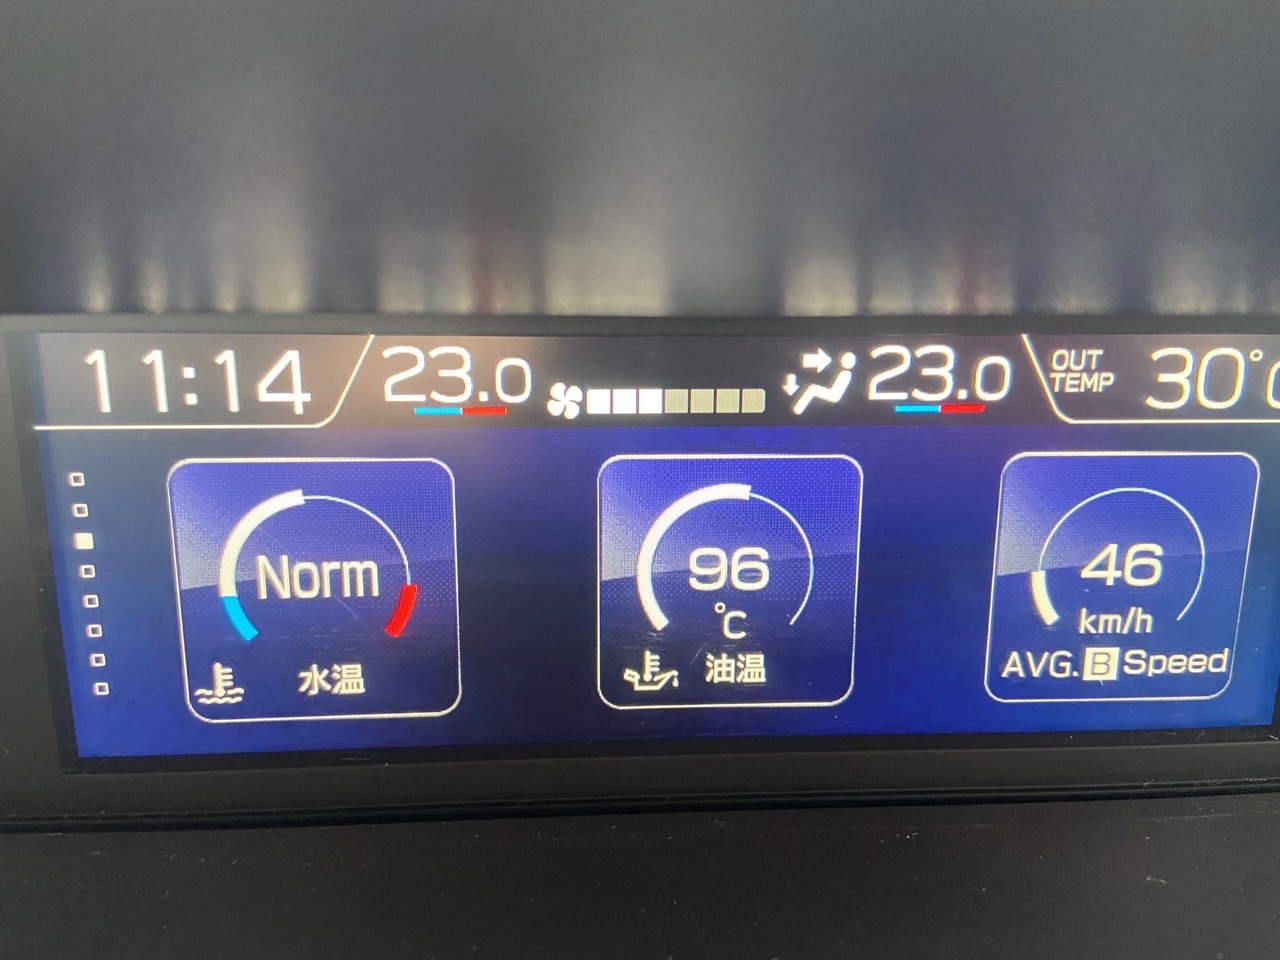 11:14
23.0
23.0
OUT
TEMP
30°C
Norm
水温
96
°C
油温
46
km/h
AVG. B Speed